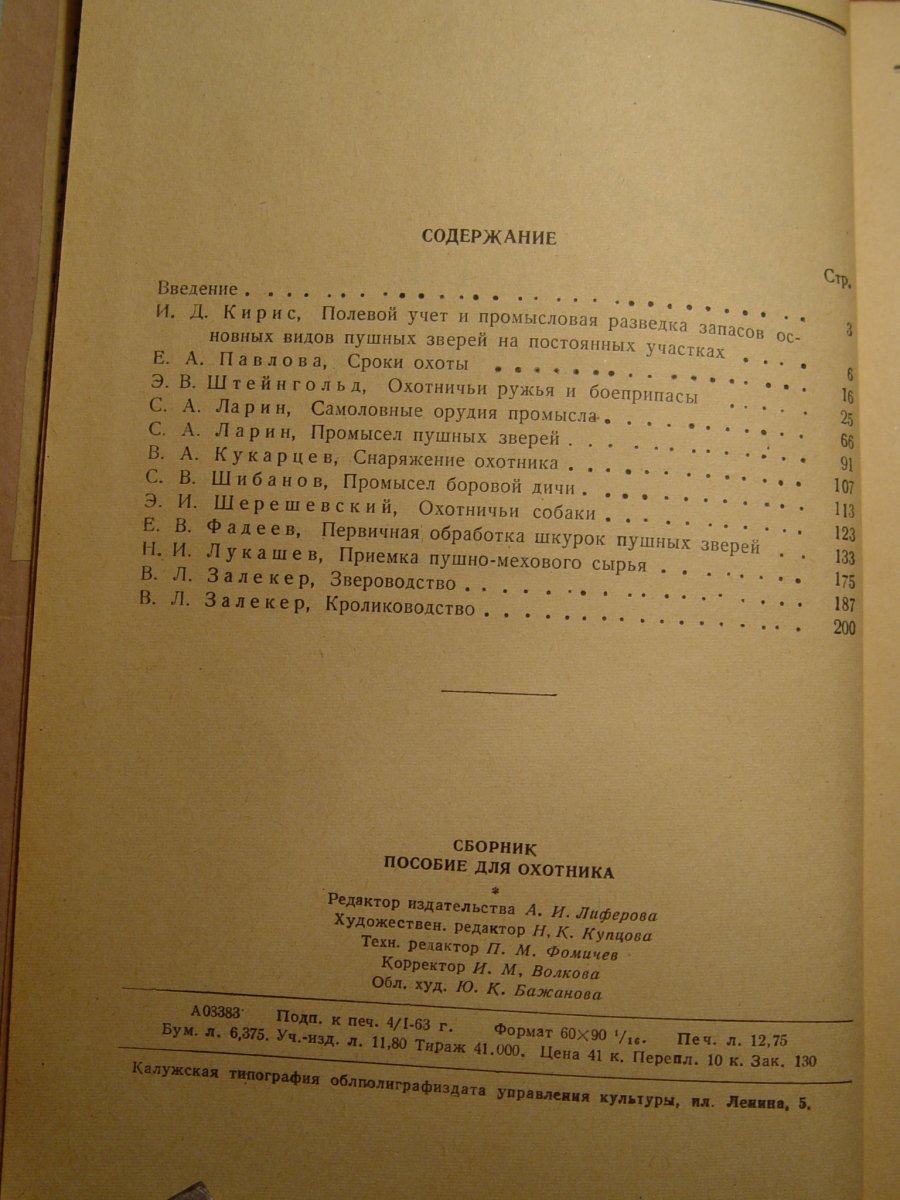 СОДЕРЖАНИЕ
Стр.
Введение 3
И. Д. Кирис, Полевой учет и промысловая разведка запасов ос-
новных видов пушных зверей на постоянных участках 6
Е. А. Павлова, Сроки охоты 16
Э. В. Штейнгольд, Охотничьи ружья и боеприпасы 25
С. А. Ларин, Самоловные орудия промысла 66
С. А. Ларин, Промысел пушных зверей 91
В. А. Кукарцев, Снаряжение охотника 107
С. В. Шибанов, Промысел боровой дичи 113
Э. И. Шерешевский, Охотничьи собаки 123
Е. В. Фадеев, Первичная обработка шкурок пушных зверей 133
Н. И. Лукашев, Приемка пушно-мехового сырья 175
В. Л. Залекер, Звероводство 187
В. Л. Залекер, Кролиководство 200
СБОРНИК
ПОСОБИЕ ДЛЯ ОХОТНИКА
*
Редактор издательства А. И. Лиферова
Художествен. редактор Н. К. Купцова
Техн. редактор П. М. Фомичев
Корректор И. М. Волкова
Обл. худ. Ю. К. Бажанова
А03383 Подп. к печ. 4/I-63 г. Формат 60×90 1/16. Печ. л. 12,75
Бум. л. 6,375. Уч.-изд. л. 11,80 Тираж 41.000. Цена 41 к. Перепл. 10 к. Зак. 130
Калужская типография облполиграфиздата управления культуры, пл. Ленина, 5.